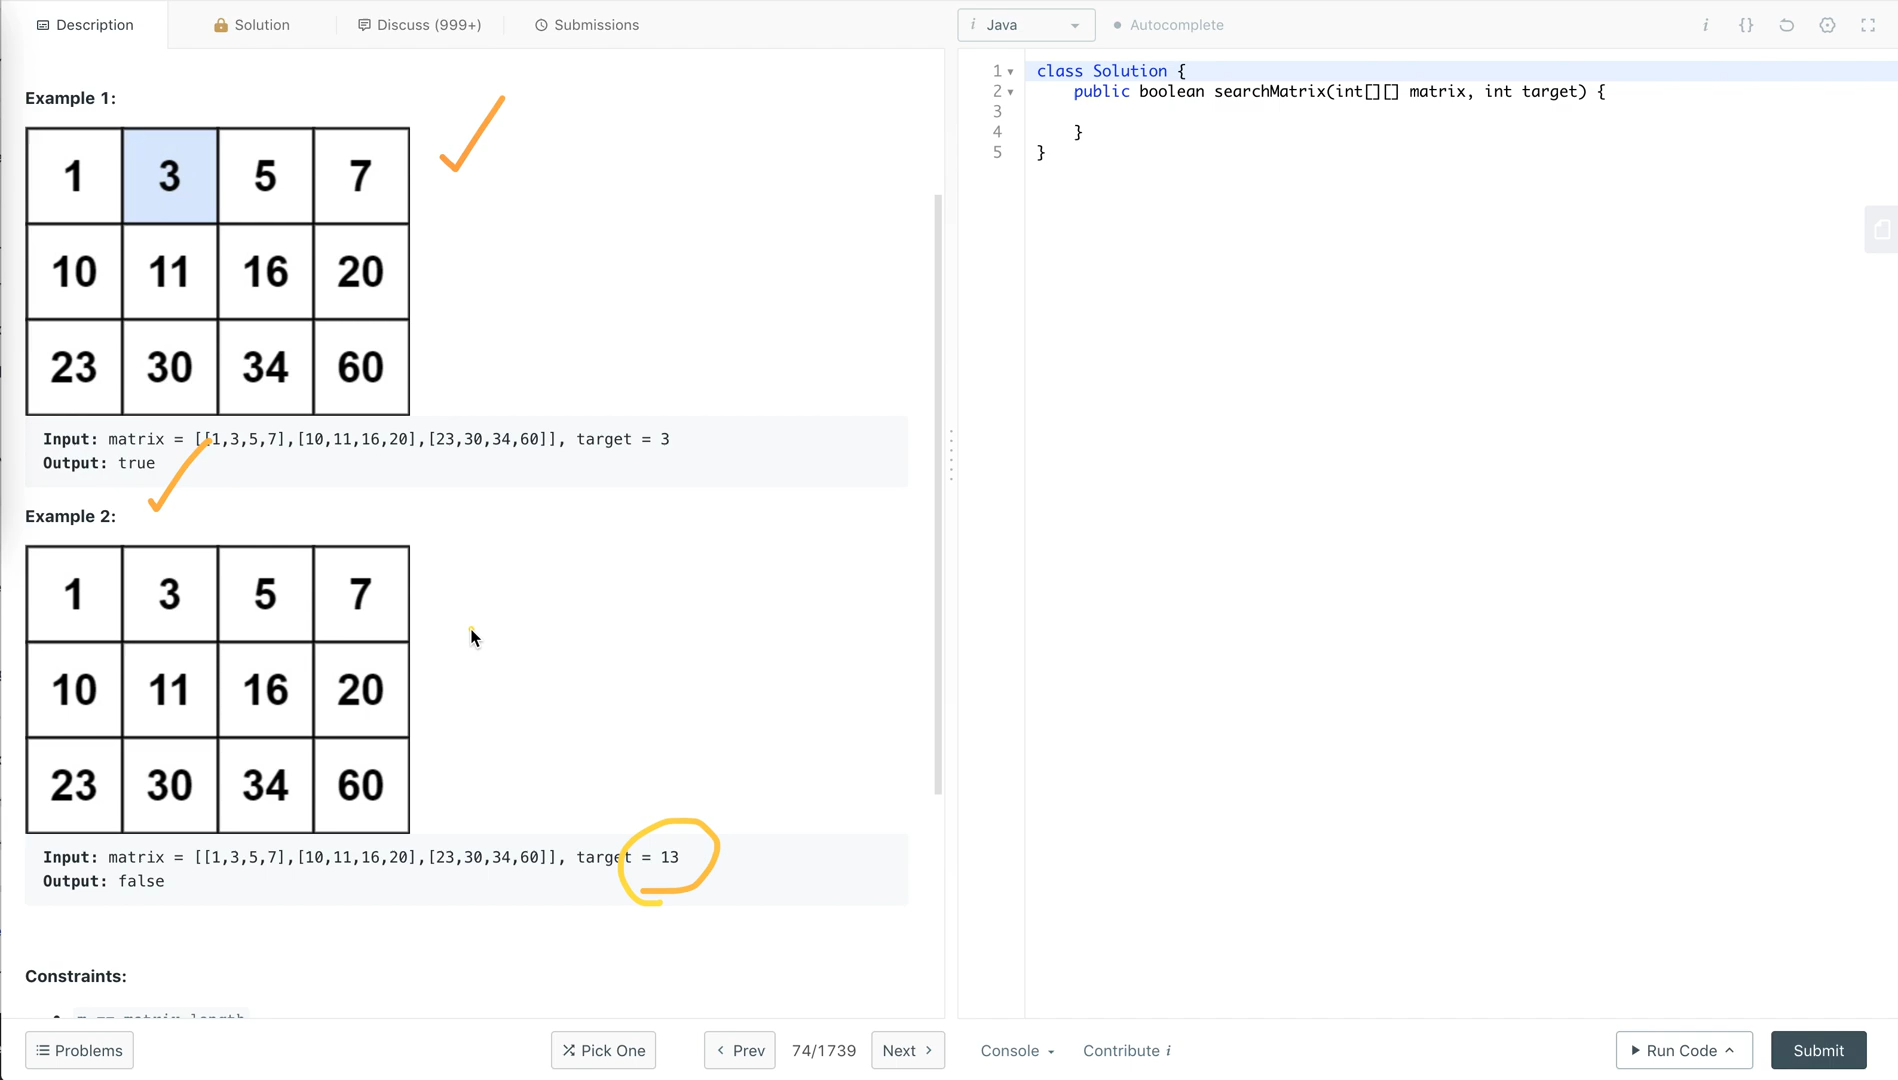 Description Solution Discuss (999+) Submissions
i Java Autocomplete i {}
Example 1:
1 3 5 7
10 11 16 20
23 30 34 60
Input: matrix = [[1,3,5,7],[10,11,16,20],[23,30,34,60]], target = 3
Output: true
Example 2:
1 3 5 7
10 11 16 20
23 30 34 60
Input: matrix = [[1,3,5,7],[10,11,16,20],[23,30,34,60]], target = 13
Output: false
Constraints:
m == matrix.length
1 class Solution {
2 public boolean searchMatrix(int[][] matrix, int target) {
3
4 }
5 }
Problems Pick One < Prev 74/1739 Next > Console Contribute i Run Code Submit